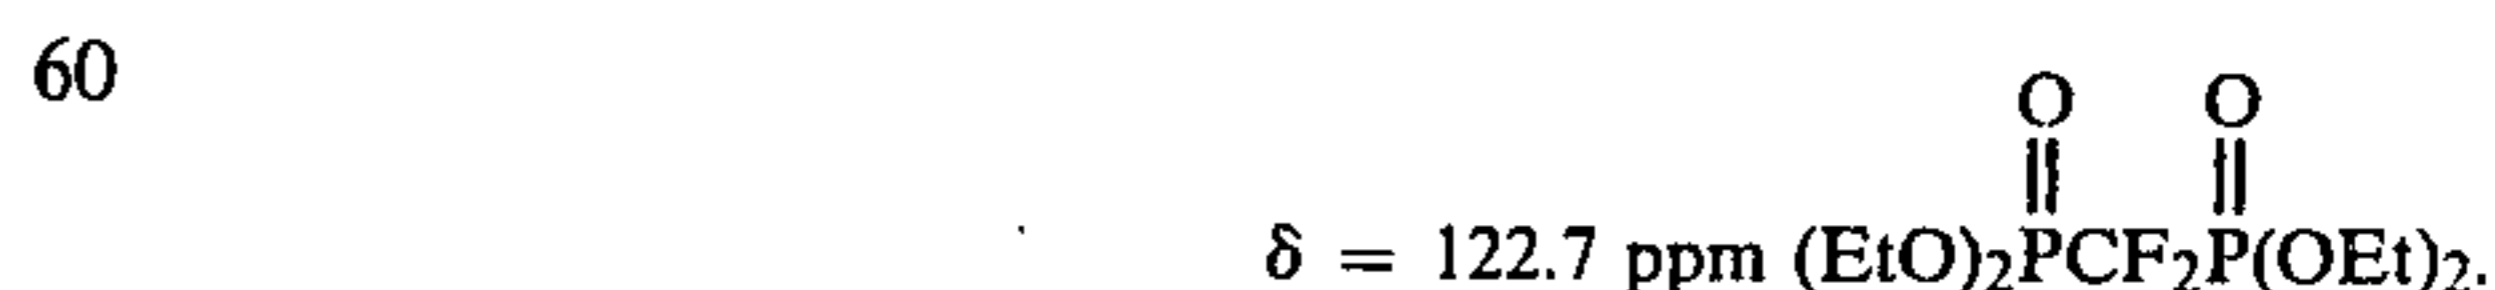 60
O O
δ = 122.7 ppm (EtO)₂PCF₂P(OEt)₂.